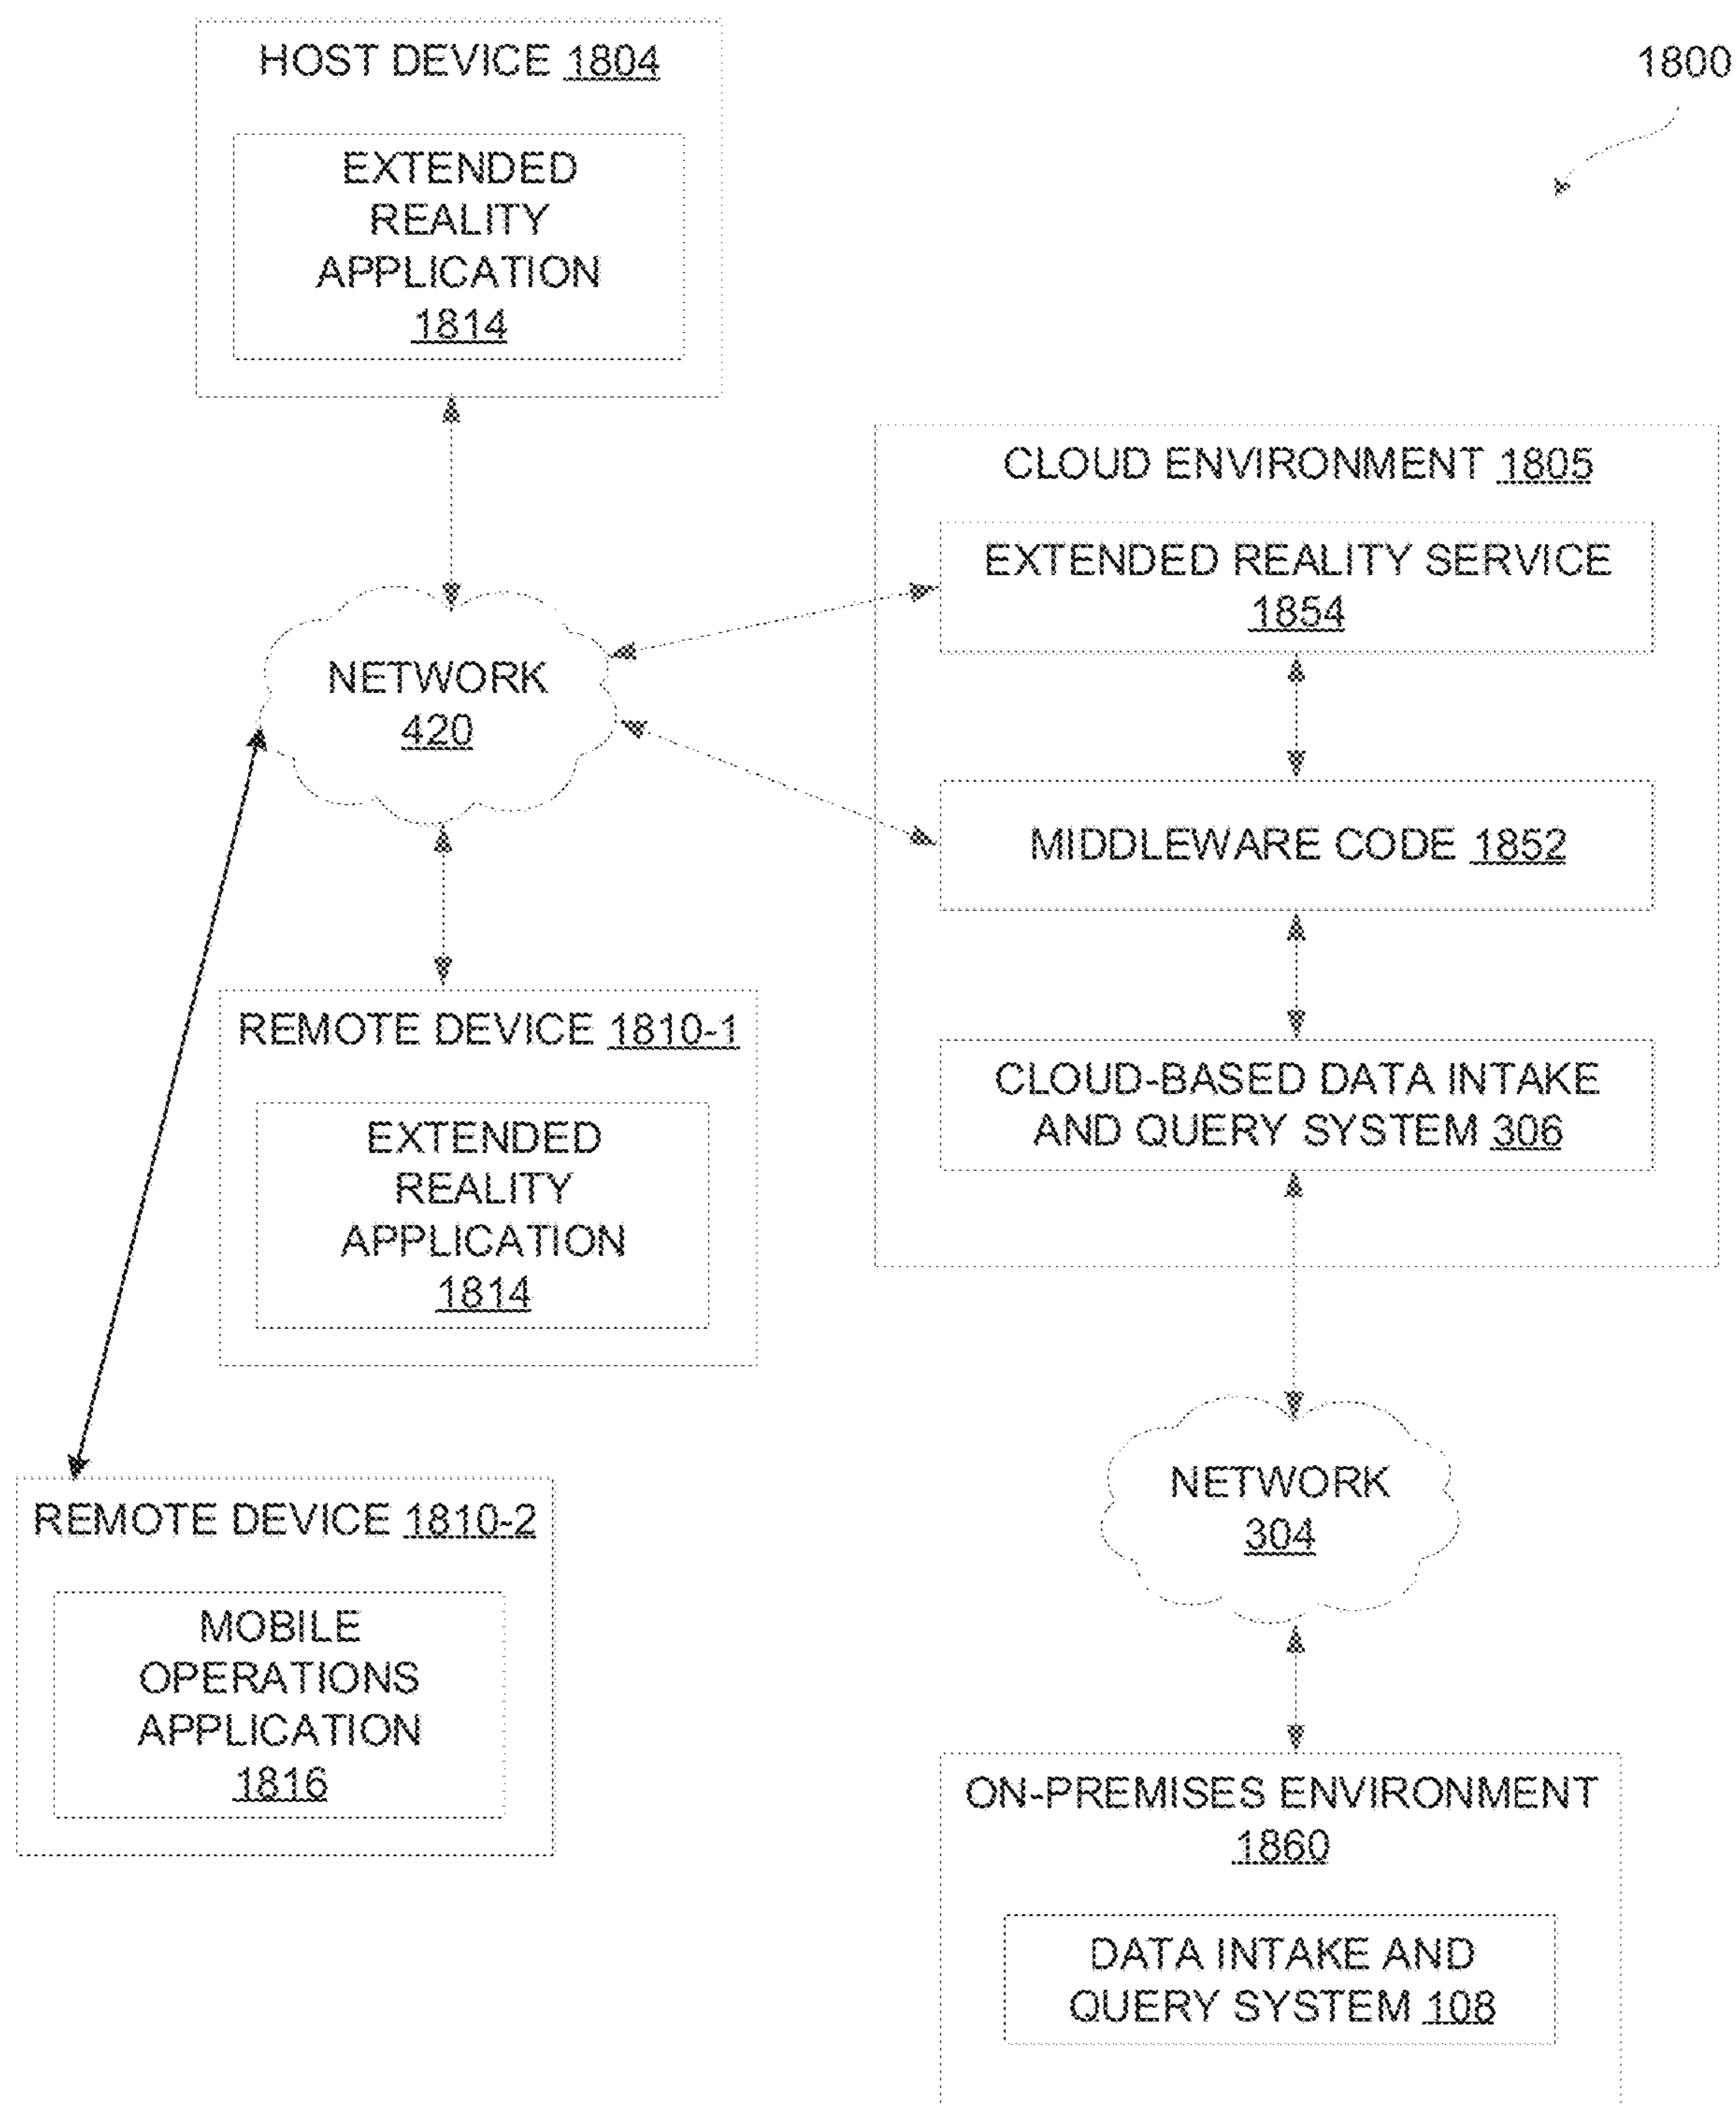 HOST DEVICE 1804
EXTENDED
REALITY
APPLICATION
1814
1800
CLOUD ENVIRONMENT 1805
EXTENDED REALITY SERVICE
1854
NETWORK
420
MIDDLEWARE CODE 1852
REMOTE DEVICE 1810-1
EXTENDED
REALITY
APPLICATION
1814
CLOUD-BASED DATA INTAKE
AND QUERY SYSTEM 306
NETWORK
304
REMOTE DEVICE 1810-2
MOBILE
OPERATIONS
APPLICATION
1816
ON-PREMISES ENVIRONMENT
1860
DATA INTAKE AND
QUERY SYSTEM 108